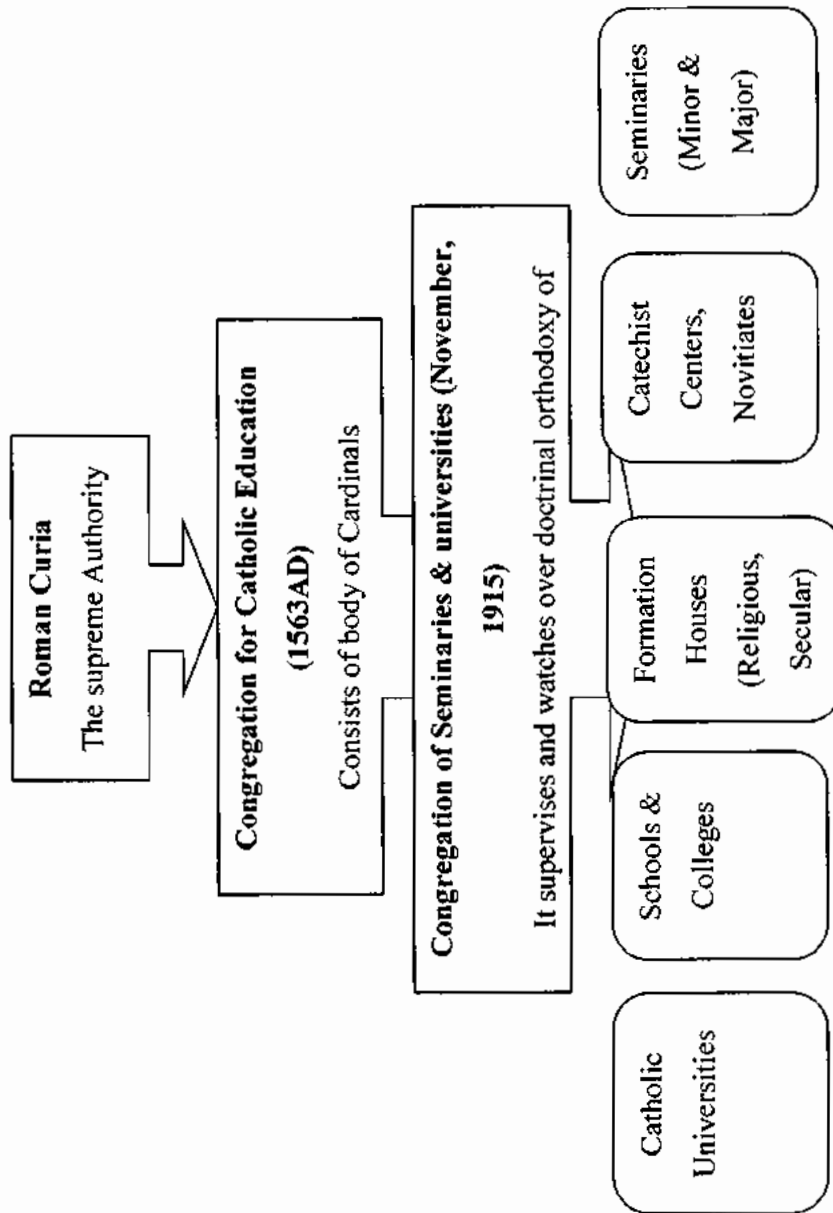 Roman Curia
The supreme Authority
Congregation for Catholic Education
(1563AD)
Consists of body of Cardinals
Congregation of Seminaries & universities (November,
1915)
It supervises and watches over doctrinal orthodoxy of
Catholic
Universities
Schools &
Colleges
Formation
Houses
(Religious,
Secular)
Catechist
Centers,
Novitiates
Seminaries
(Minor &
Major)